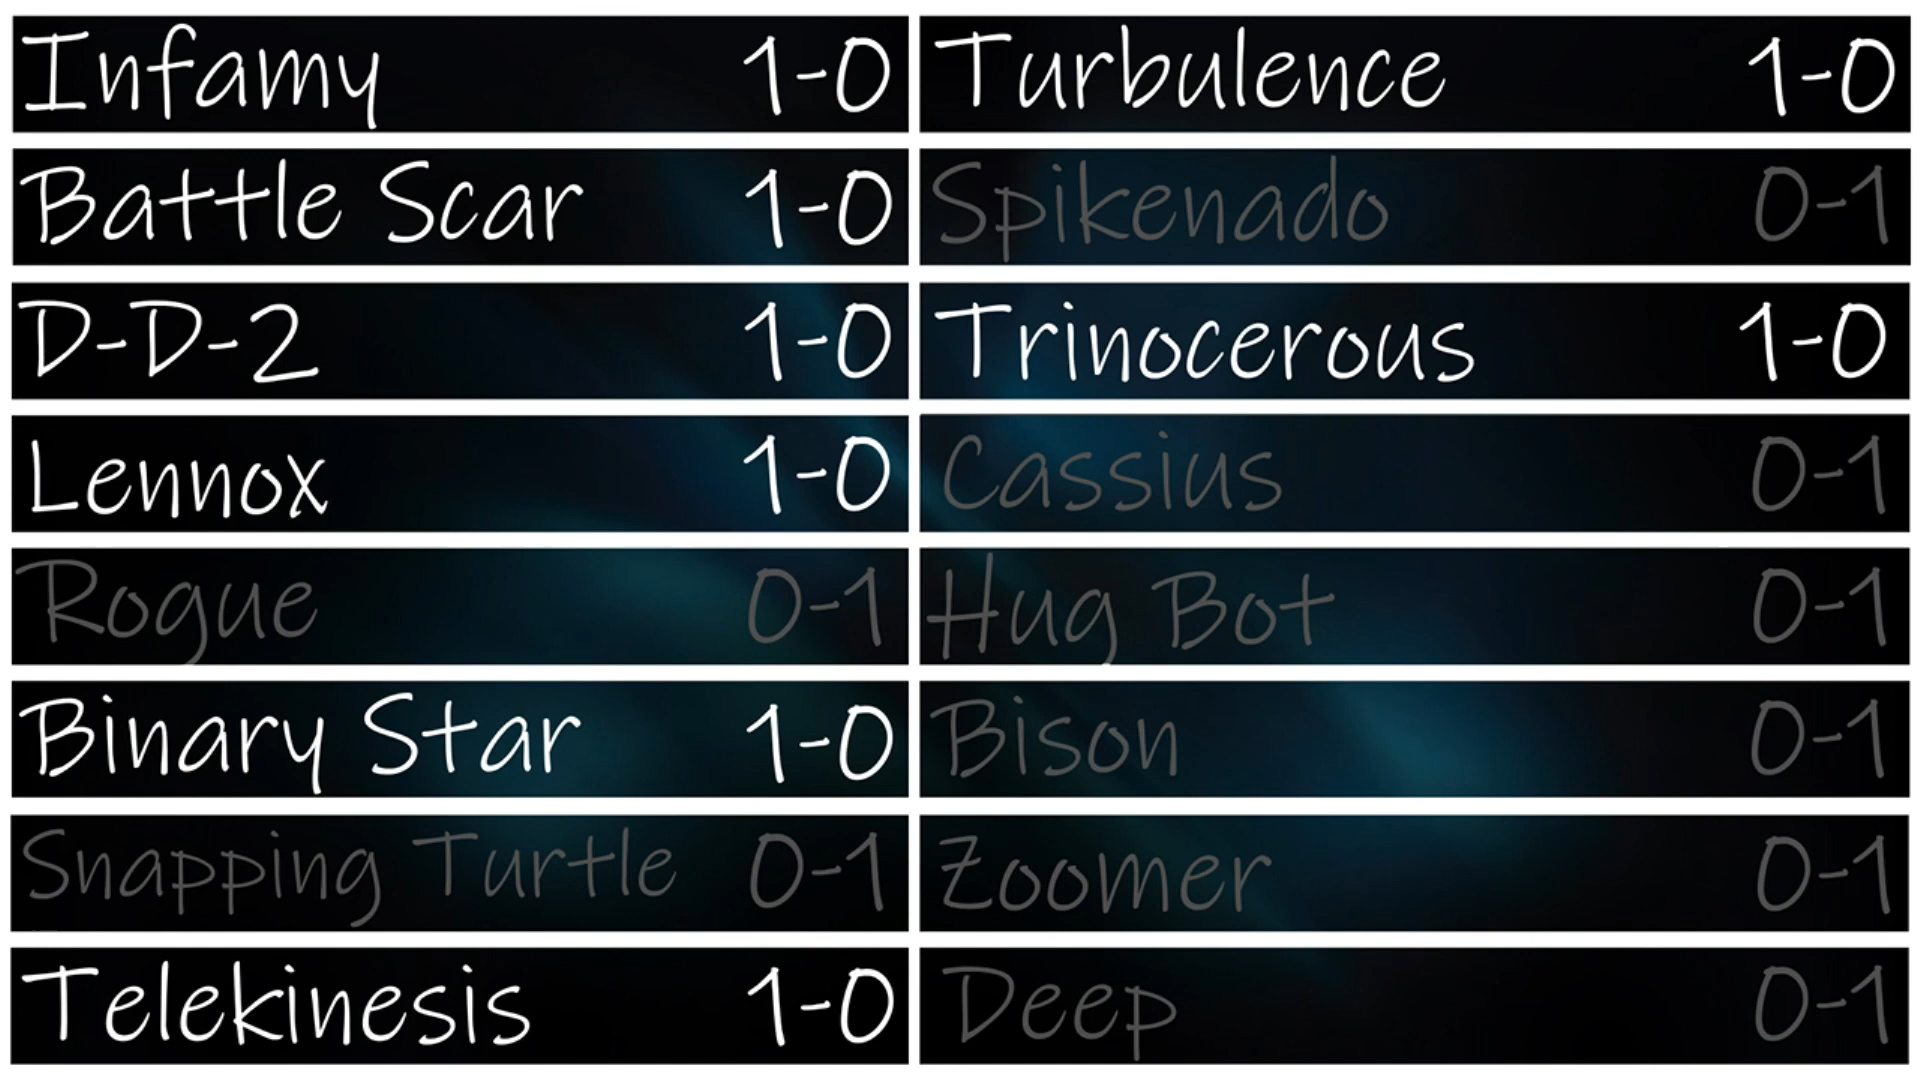 Infamy 1-0
Turbulence 1-0
Battle Scar 1-0
Spikenado 0-1
D-D-2 1-0
Trinocerous 1-0
Lennox 1-0
Cassius 0-1
Rogue 0-1
Hug Bot 0-1
Binary Star 1-0
Bison 0-1
Snapping Turtle 0-1
Zoomer 0-1
Telekinesis 1-0
Deep 0-1